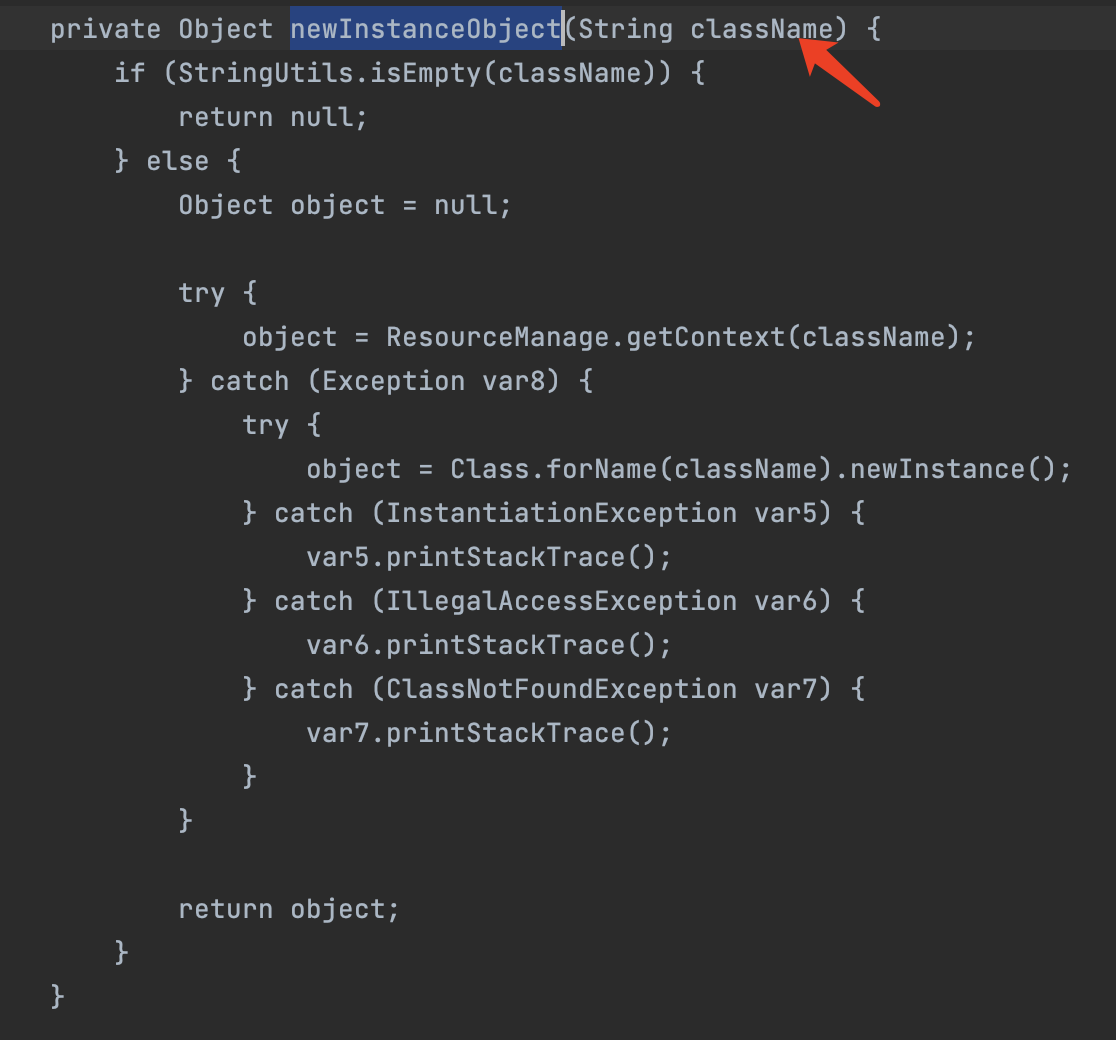 private Object newInstanceObject(String className) {
if (StringUtils.isEmpty(className)) {
return null;
} else {
Object object = null;
try {
object = ResourceManage.getContext(className);
} catch (Exception var8) {
try {
object = Class.forName(className).newInstance();
} catch (InstantiationException var5) {
var5.printStackTrace();
} catch (IllegalAccessException var6) {
var6.printStackTrace();
} catch (ClassNotFoundException var7) {
var7.printStackTrace();
}
}
return object;
}
}